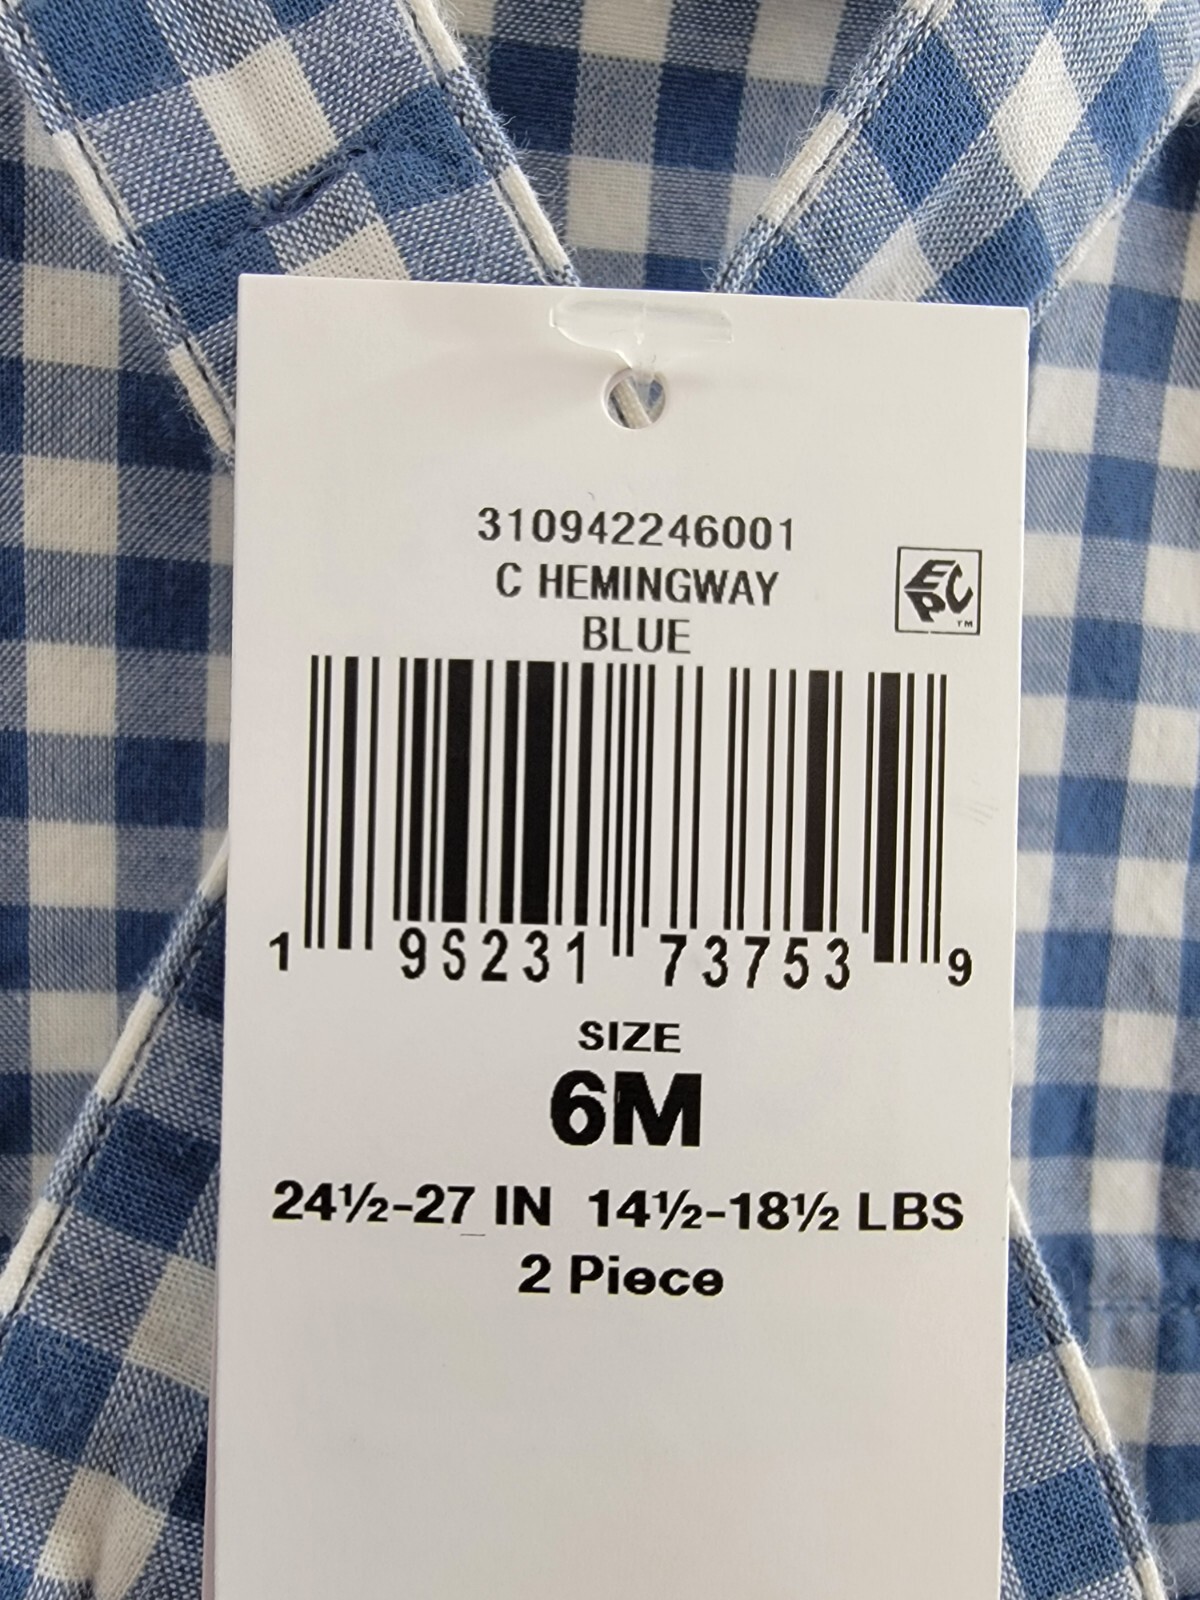 310942246001
C HEMINGWAY
BLUE
EPC ™
1 95231 73753 9
SIZE
6M
24½-27 IN 14½-18½ LBS
2 Piece